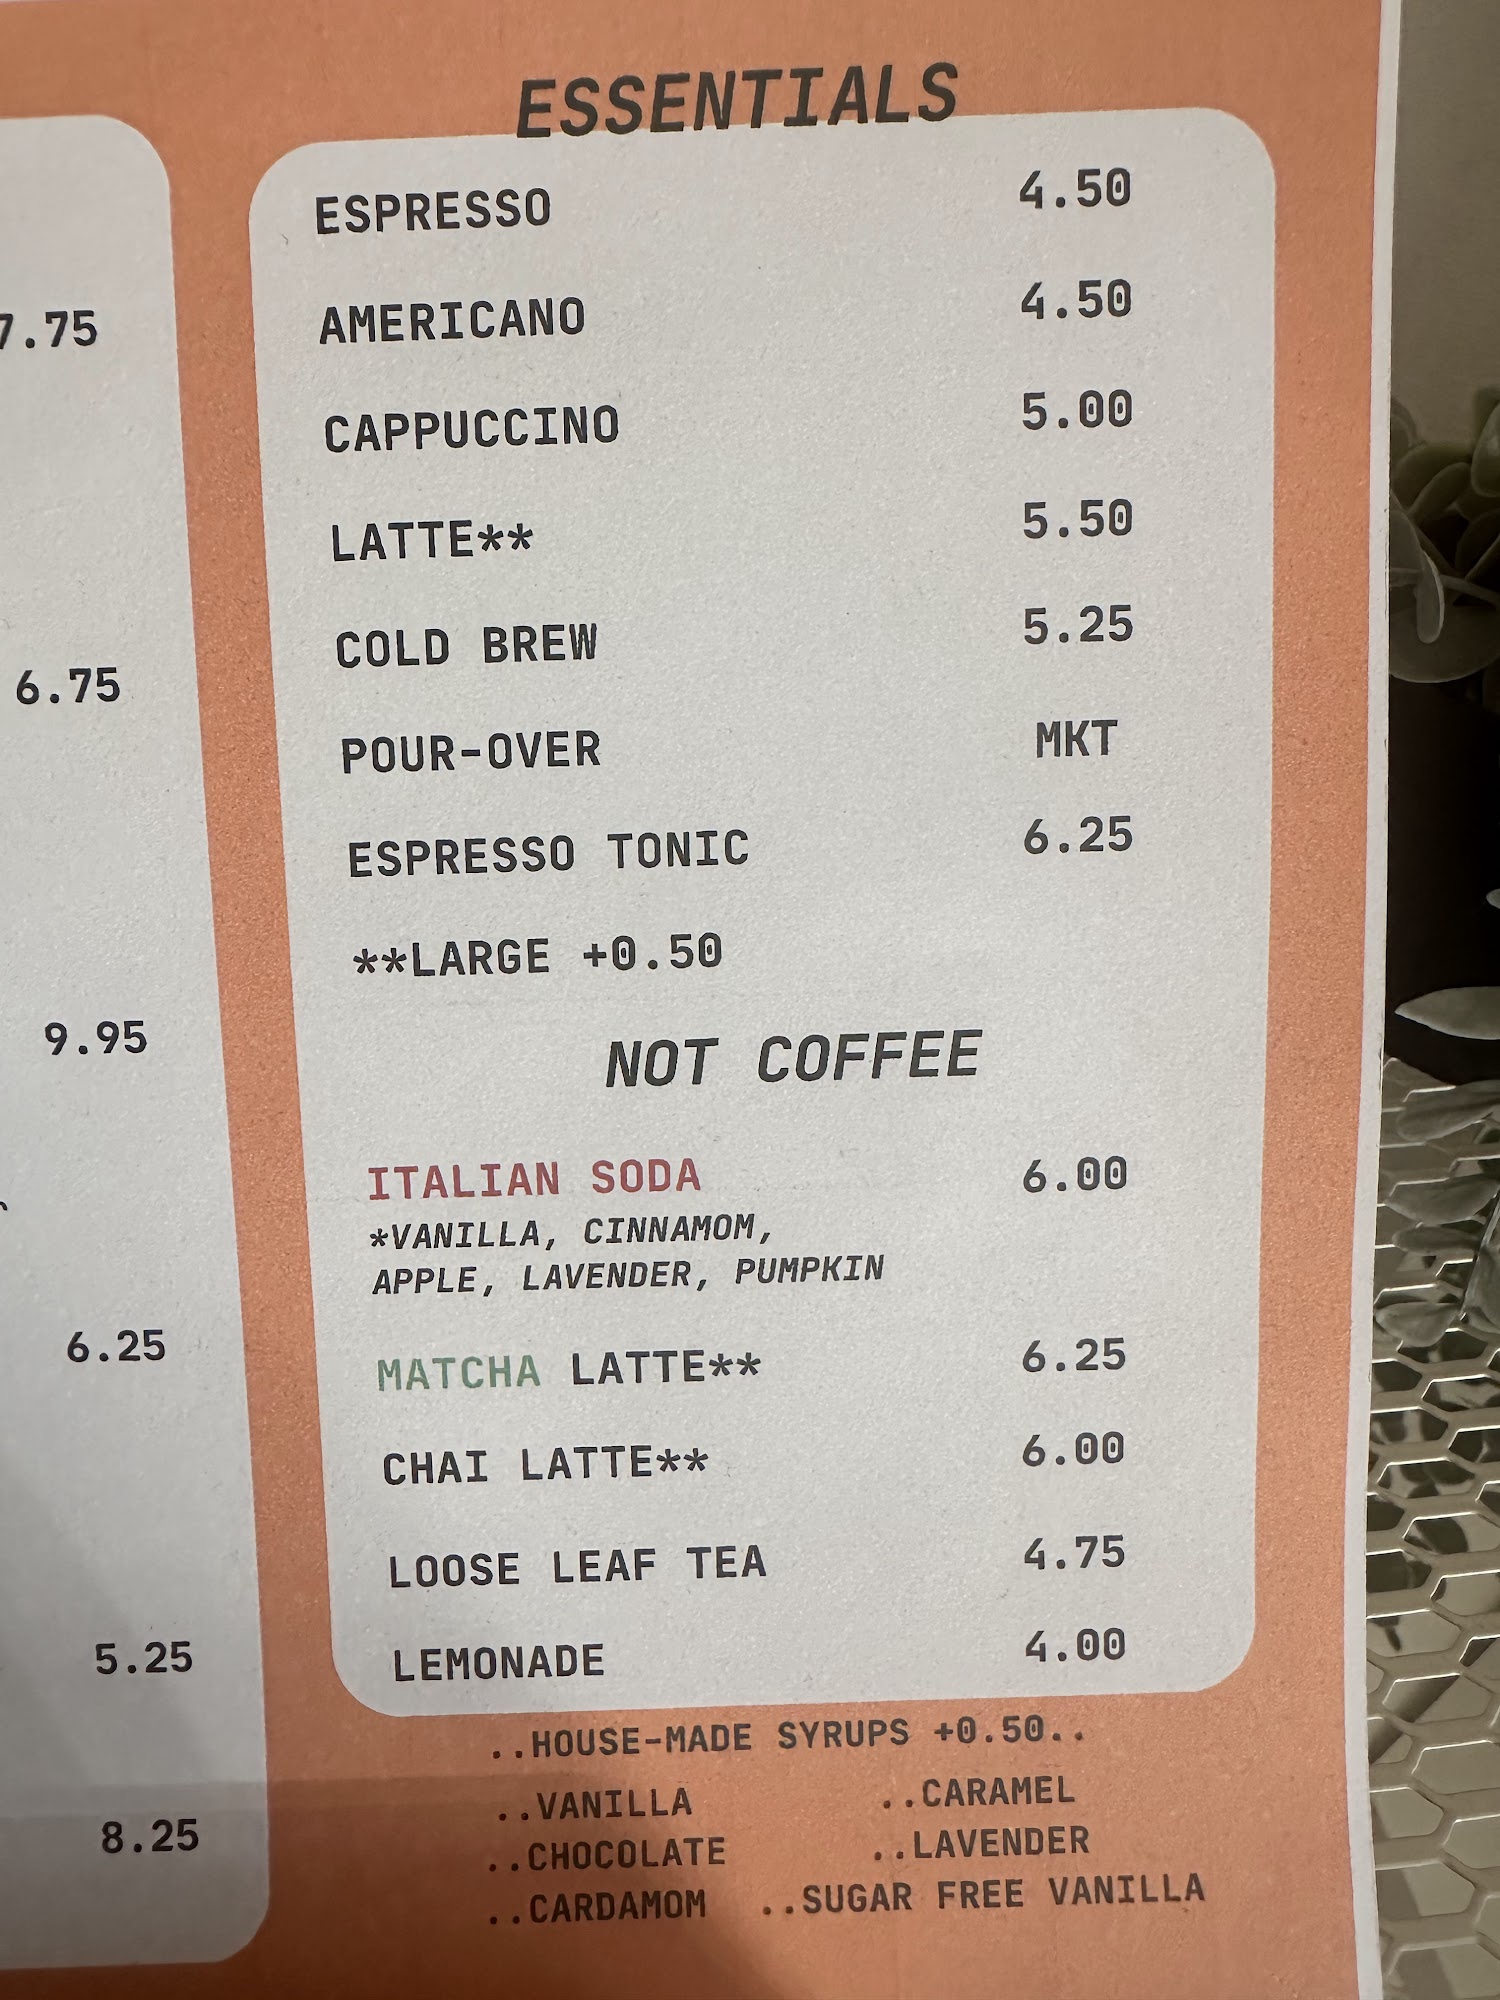 7.75
6.75
9.95
6.25
5.25
8.25
ESSENTIALS
ESPRESSO 4.50
AMERICANO 4.50
CAPPUCCINO 5.00
LATTE** 5.50
COLD BREW 5.25
POUR-OVER MKT
ESPRESSO TONIC 6.25
**LARGE +0.50
NOT COFFEE
ITALIAN SODA 6.00
*VANILLA, CINNAMOM,
APPLE, LAVENDER, PUMPKIN
MATCHA LATTE** 6.25
CHAI LATTE** 6.00
LOOSE LEAF TEA 4.75
LEMONADE 4.00
..HOUSE-MADE SYRUPS +0.50..
..VANILLA ..CARAMEL
..CHOCOLATE ..LAVENDER
..CARDAMOM ..SUGAR FREE VANILLA